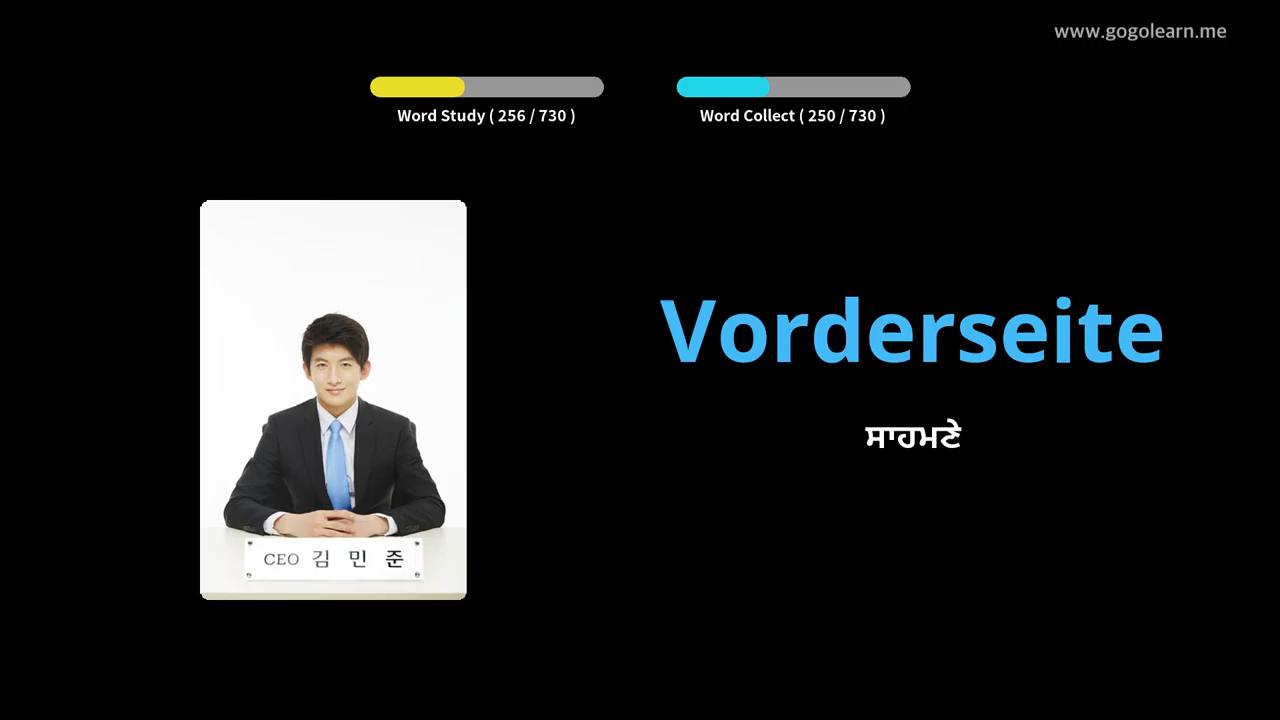 www.gogolearn.me
Word Study ( 256 / 730 )
Word Collect ( 250 / 730 )
Vorderseite
ਸਾਹਮਣੇ
CEO 김 민 준